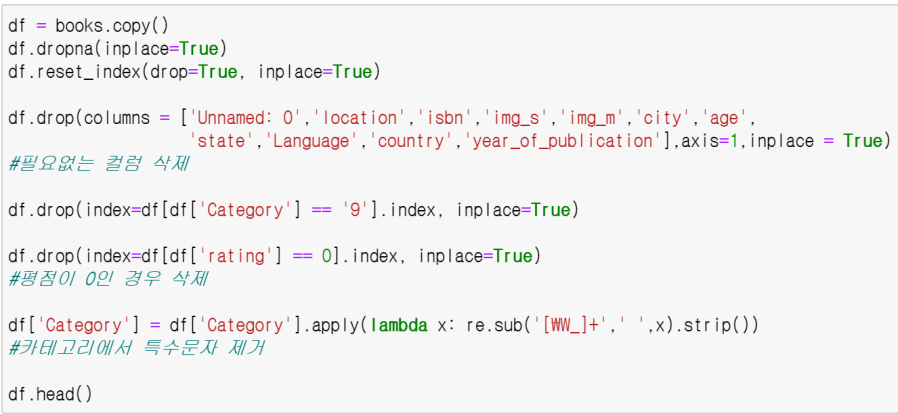 df = books.copy()
df.dropna(inplace=True)
df.reset_index(drop=True, inplace=True)
df.drop(columns = ['Unnamed: 0','location','isbn','img_s','img_m','city','age',
'state','Language','country','year_of_publication'],axis=1,inplace = True)
#필요없는 컬럼 삭제
df.drop(index=df[df['Category'] == '9'].index, inplace=True)
df.drop(index=df[df['rating'] == 0].index, inplace=True)
#평점이 0인 경우 삭제
df['Category'] = df['Category'].apply(lambda x: re.sub('[₩W_]+',' ',x).strip())
#카테고리에서 특수문자 제거
df.head()